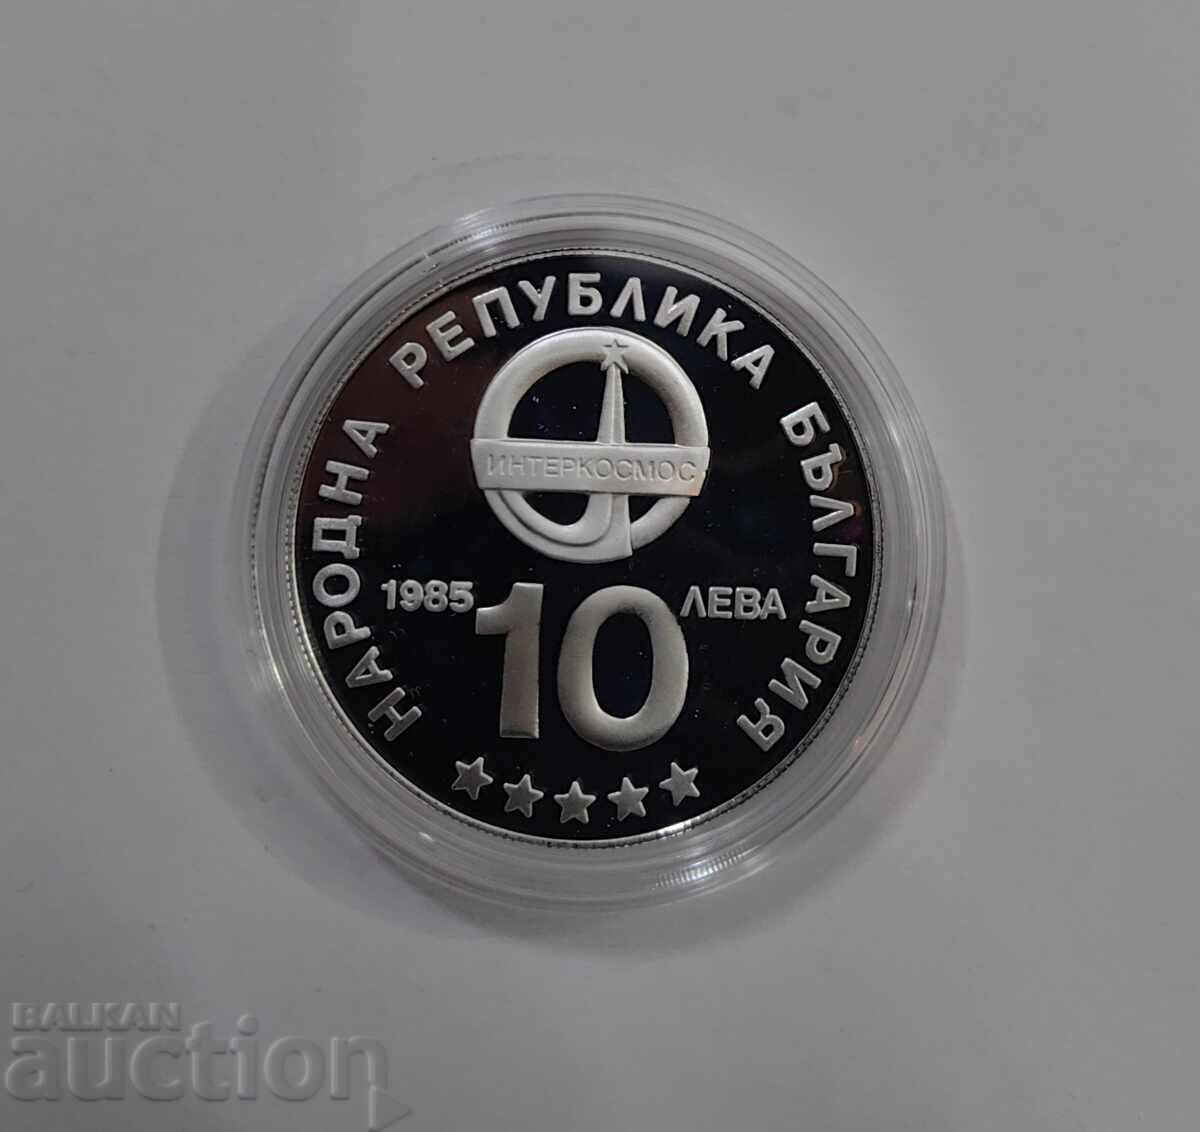 НАРОДНА РЕПУБЛИКА БЪЛГАРИЯ
ИНТЕРКОСМОС
1985 10 ЛЕВА
BALKAN
auction